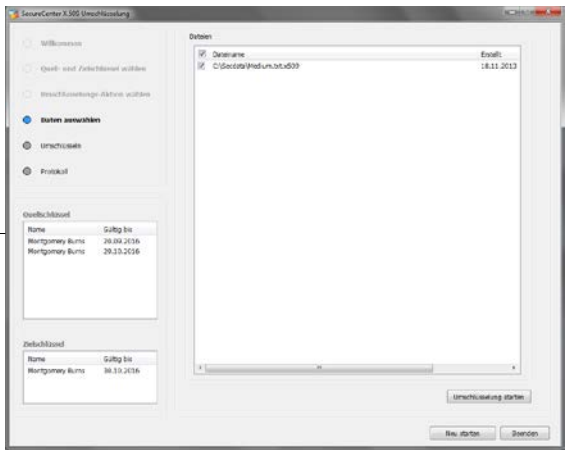 SecureCenter X.509 Umschlüsselung
Willkommen
Quell- und Zielschlüssel wählen
Umschlüsselungs-Aktion wählen
Daten auswählen
Umschlüsseln
Protokoll
Quellschlüssel
Name Gültig bis
Montgomery Burns 28.09.2016
Montgomery Burns 29.10.2016
Zielschlüssel
Name Gültig bis
Montgomery Burns 30.10.2016
Dateien
Dateiname Erstellt
C:\Secdata\Medium.txt.x509 18.11.2013
Umschlüsselung starten
Neu starten Beenden